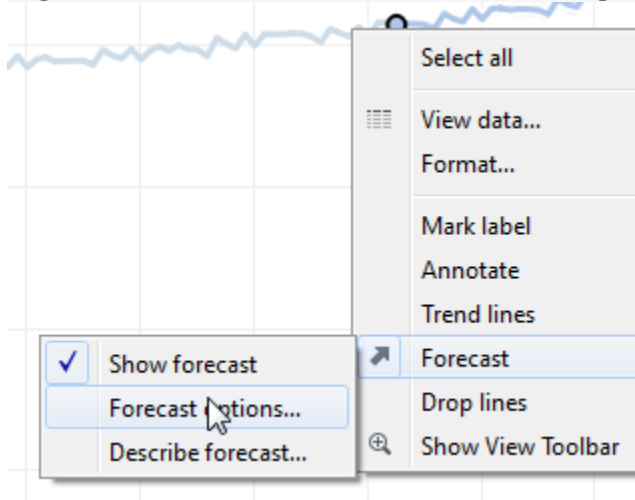 Select all
View data...
Format...
Mark label
Annotate
Trend lines
Forecast
Drop lines
Show View Toolbar
Show forecast
Forecast options...
Describe forecast...